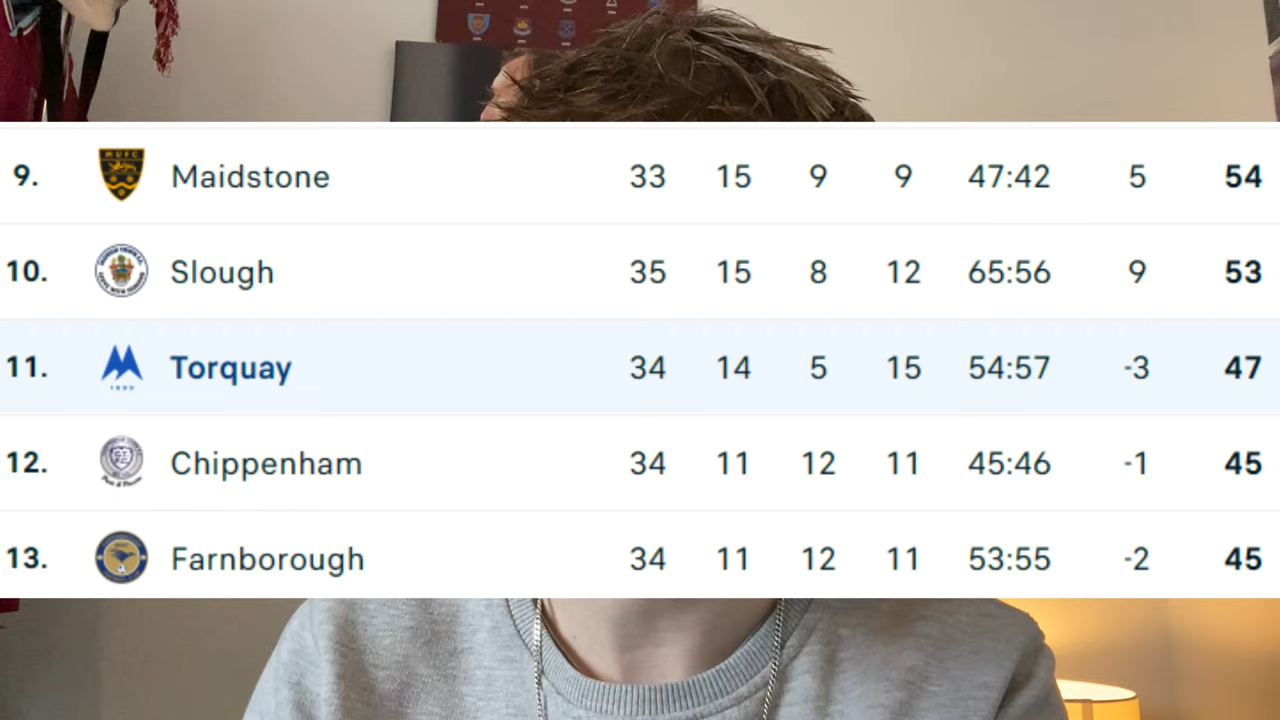 9. MUFC Maidstone 33 15 9 9 47:42 5 54
10. Slough 35 15 8 12 65:56 9 53
11. 1899 Torquay 34 14 5 15 54:57 -3 47
12. Chippenham 34 11 12 11 45:46 -1 45
13. Farnborough 34 11 12 11 53:55 -2 45